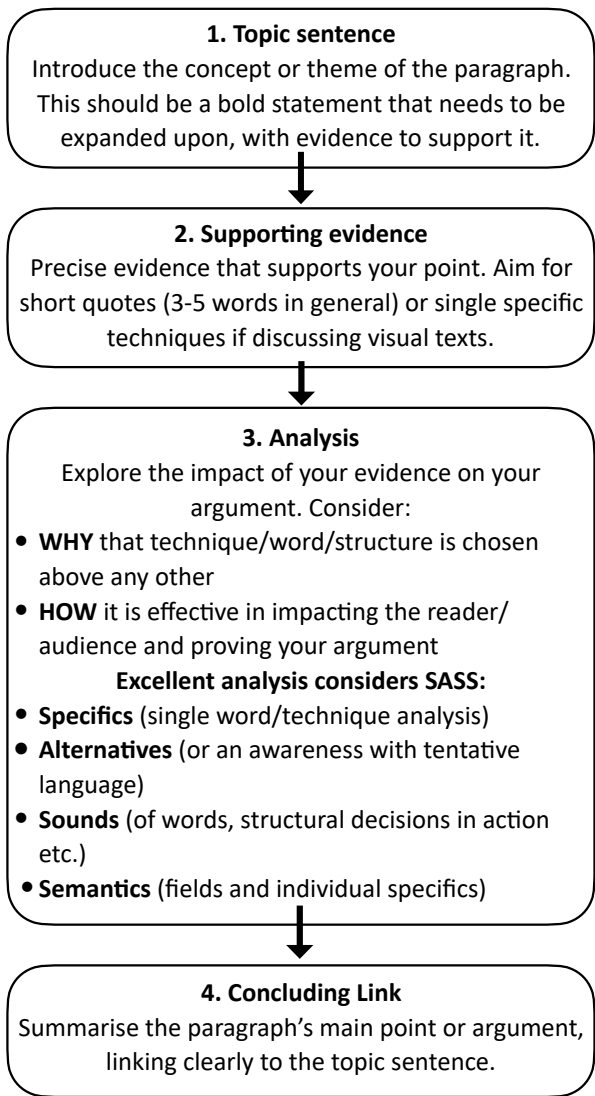 1. Topic sentence
Introduce the concept or theme of the paragraph.
This should be a bold statement that needs to be
expanded upon, with evidence to support it.
2. Supporting evidence
Precise evidence that supports your point. Aim for
short quotes (3-5 words in general) or single specific
techniques if discussing visual texts.
3. Analysis
Explore the impact of your evidence on your
argument. Consider:
• WHY that technique/word/structure is chosen
above any other
• HOW it is effective in impacting the reader/
audience and proving your argument
Excellent analysis considers SASS:
• Specifics (single word/technique analysis)
• Alternatives (or an awareness with tentative
language)
• Sounds (of words, structural decisions in action
etc.)
• Semantics (fields and individual specifics)
4. Concluding Link
Summarise the paragraph's main point or argument,
linking clearly to the topic sentence.